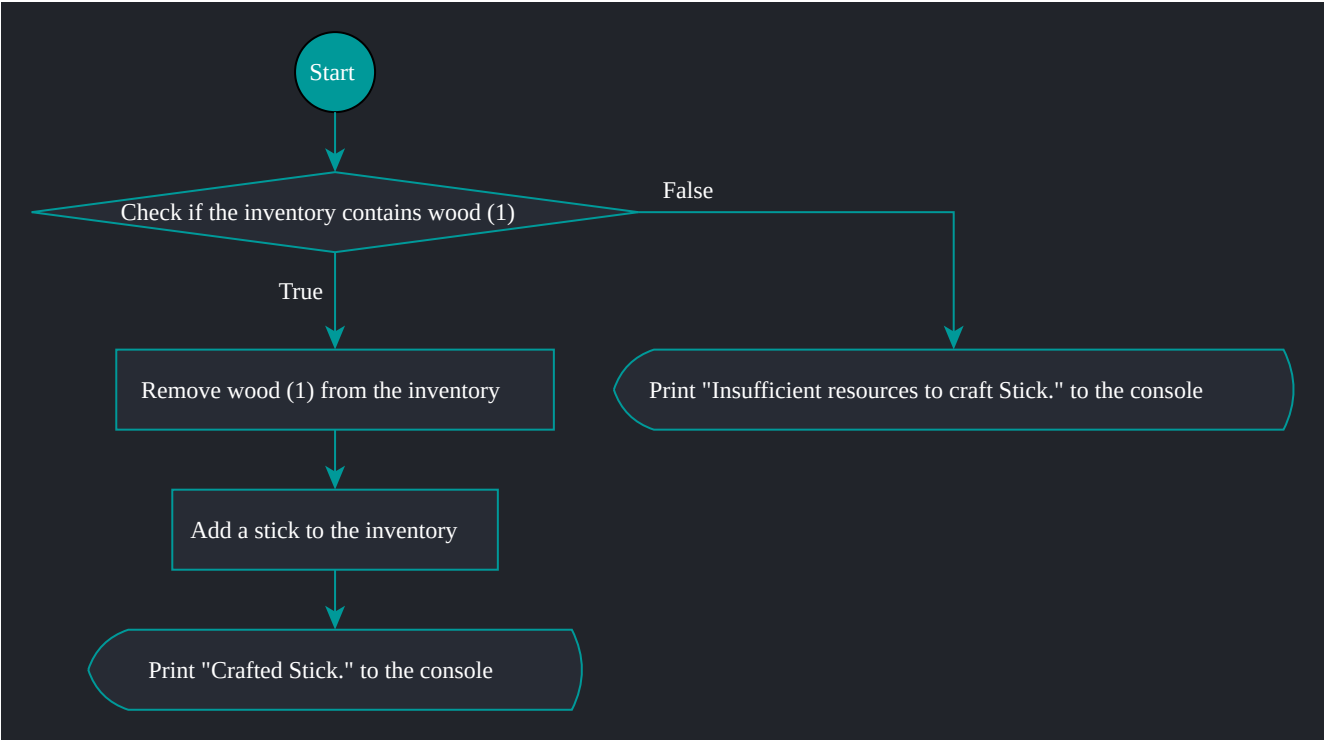 Start
Check if the inventory contains wood (1)
False
True
Remove wood (1) from the inventory
Print "Insufficient resources to craft Stick." to the console
Add a stick to the inventory
Print "Crafted Stick." to the console